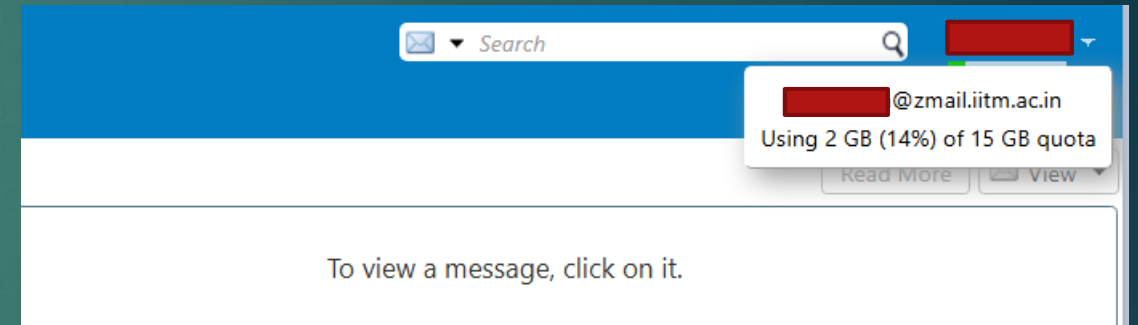 Search
@zmail.iitm.ac.in
Using 2 GB (14%) of 15 GB quota
Read More
View
To view a message, click on it.